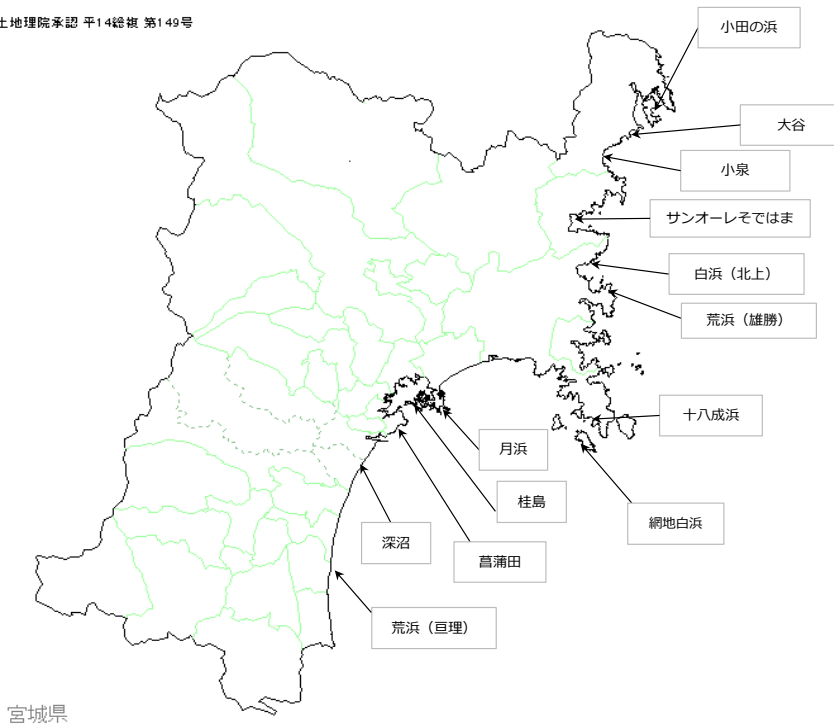 土地理院承認 平14総複 第149号
小田の浜
大谷
小泉
サンオーレそではま
白浜（北上）
荒浜（雄勝）
十八成浜
月浜
桂島
網地白浜
深沼
菖蒲田
荒浜（亘理）
宮城県